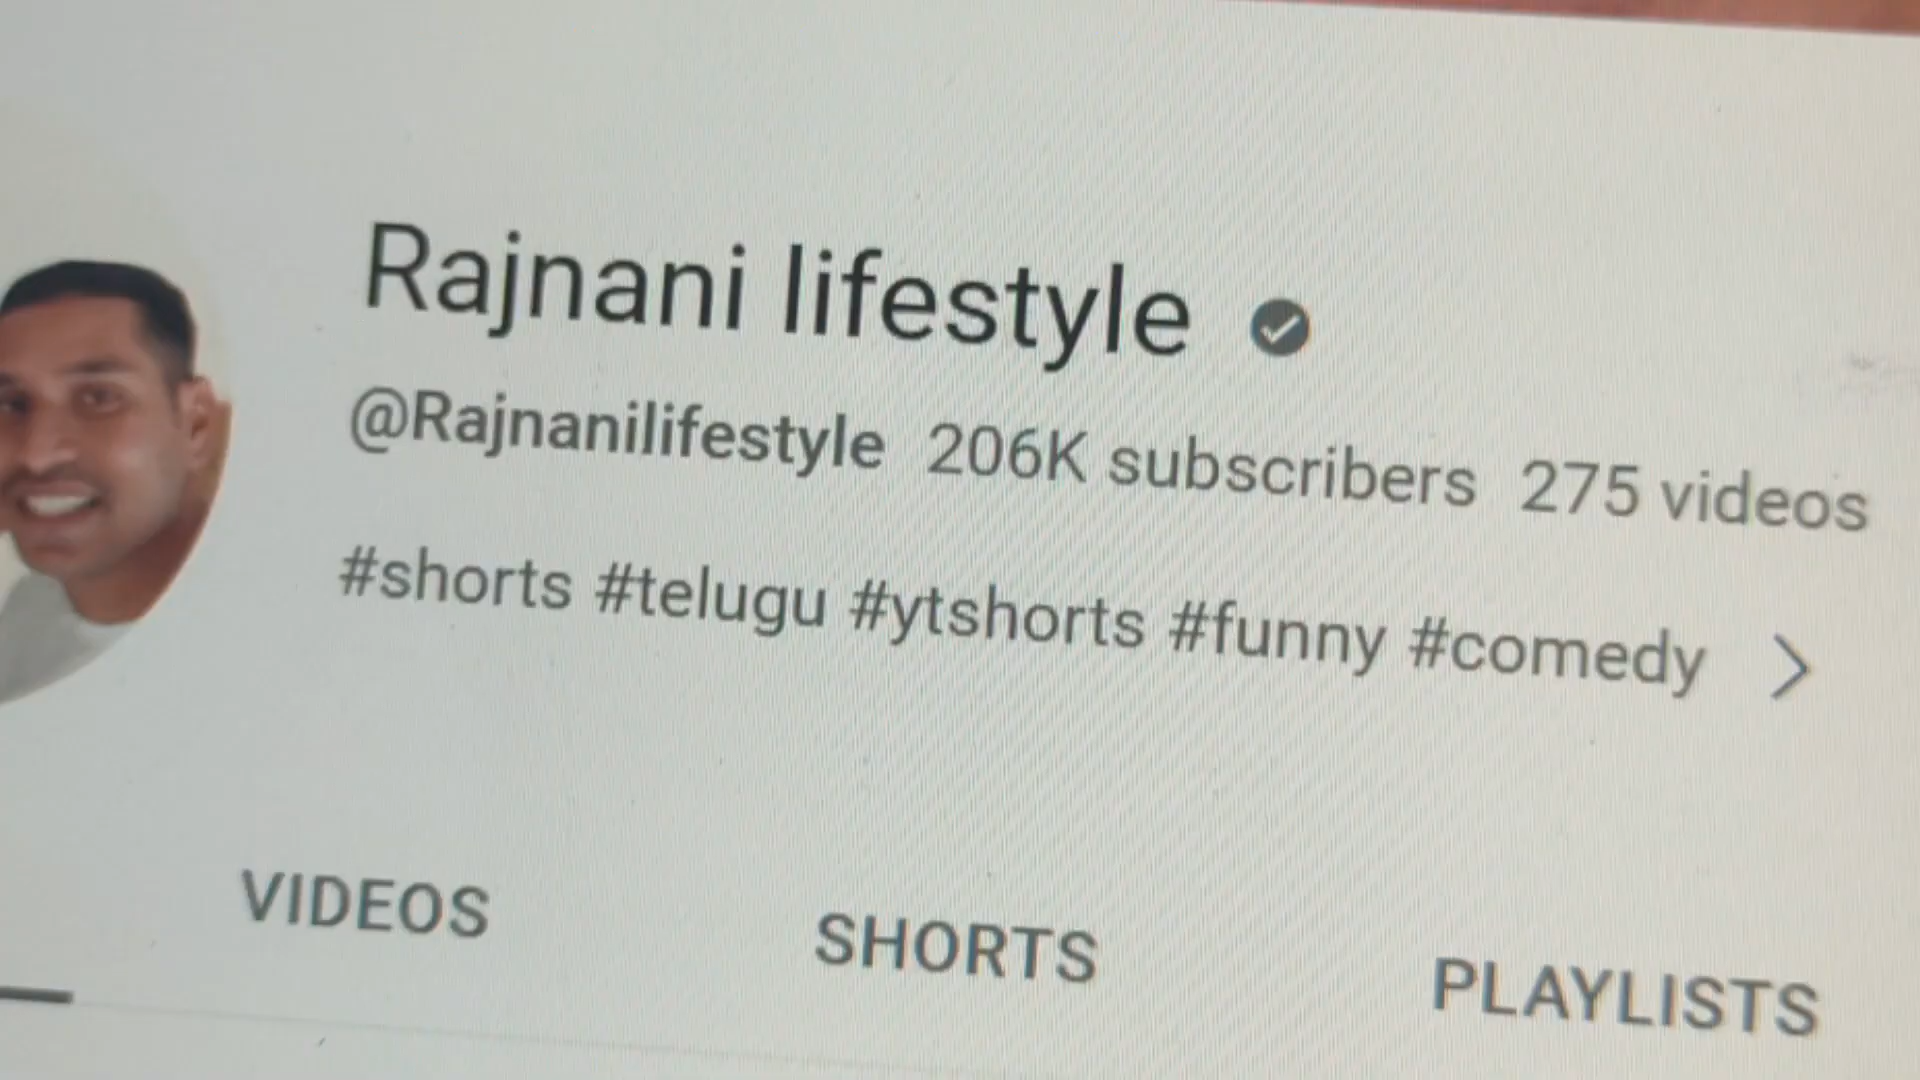 Rajnani lifestyle
@Rajnanilifestyle 206K subscribers 275 videos
#shorts #telugu #ytshorts #funny #comedy
VIDEOS SHORTS PLAYLISTS